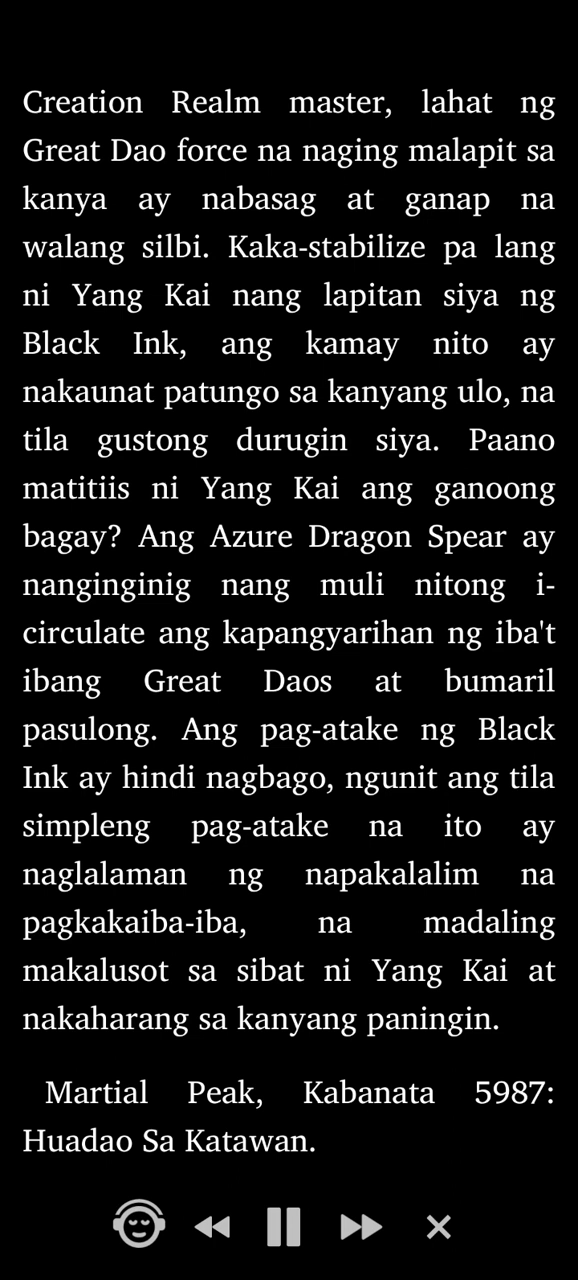 Creation Realm master, lahat ng
Great Dao force na naging malapit sa
kanya ay nabasag at ganap na
walang silbi. Kaka-stabilize pa lang
ni Yang Kai nang lapitan siya ng
Black Ink, ang kamay nito ay
nakaunat patungo sa kanyang ulo, na
tila gustong durugin siya. Paano
matitiis ni Yang Kai ang ganoong
bagay? Ang Azure Dragon Spear ay
nanginginig nang muli nitong i-
circulate ang kapangyarihan ng iba't
ibang Great Daos at bumaril
pasulong. Ang pag-atake ng Black
Ink ay hindi nagbago, ngunit ang tila
simpleng pag-atake na ito ay
naglalaman ng napakalalim na
pagkakaiba-iba, na madaling
makalusot sa sibat ni Yang Kai at
nakaharang sa kanyang paningin.
Martial Peak, Kabanata 5987:
Huadao Sa Katawan.